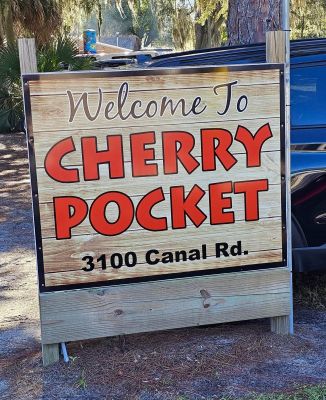 Welcome To
CHERRY
POCKET
3100 Canal Rd.